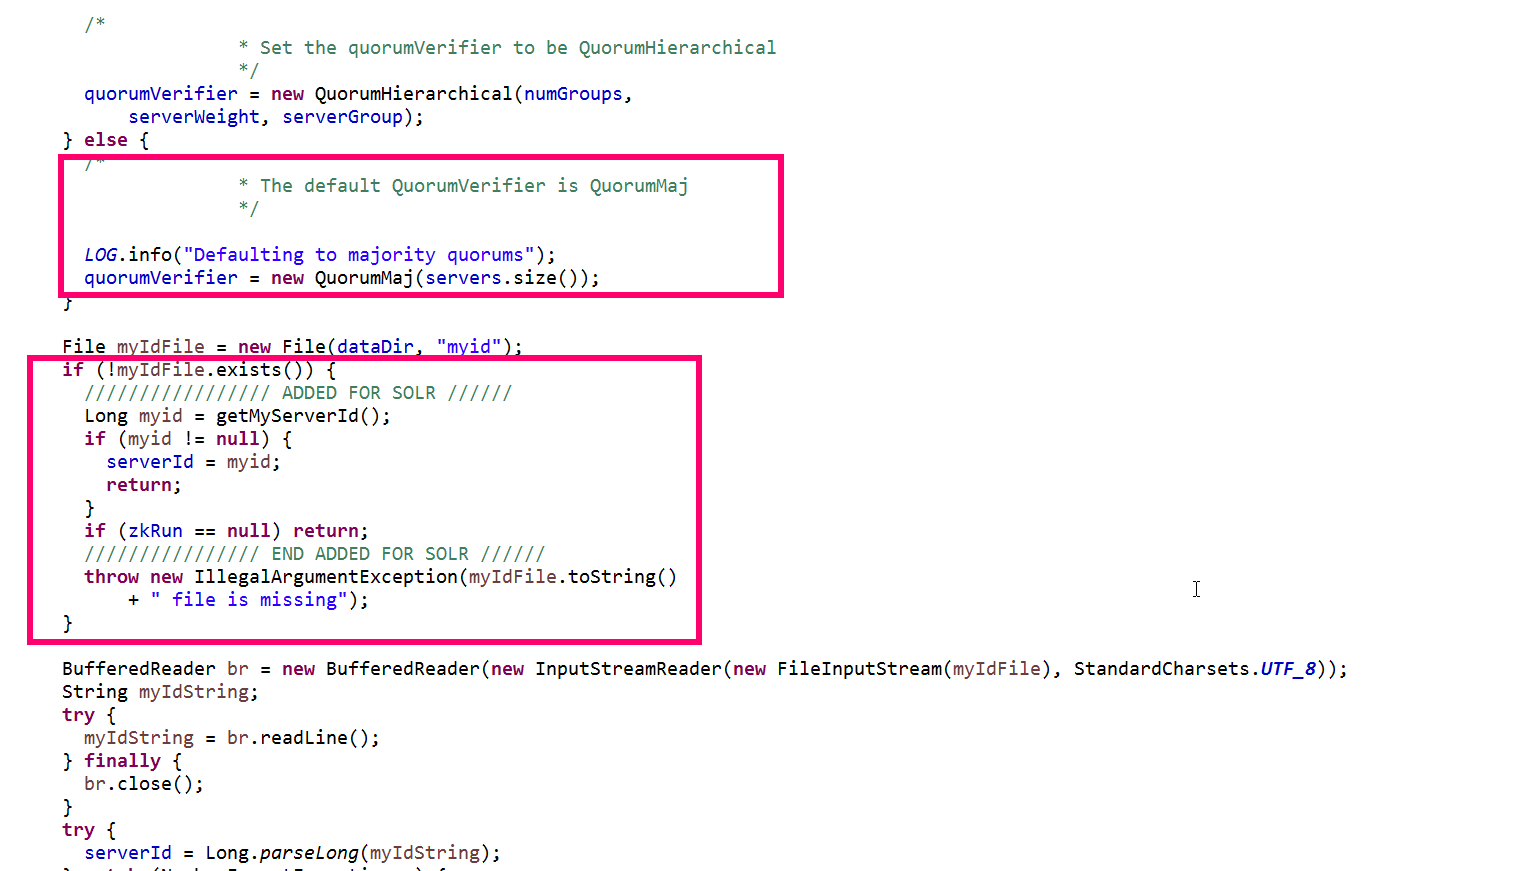 /*
* Set the quorumVerifier to be QuorumHierarchical
*/
quorumVerifier = new QuorumHierarchical(numGroups,
serverWeight, serverGroup);
} else {
/*
* The default QuorumVerifier is QuorumMaj
*/
LOG.info("Defaulting to majority quorums");
quorumVerifier = new QuorumMaj(servers.size());
}
File myIdFile = new File(dataDir, "myid");
if (!myIdFile.exists()) {
///////////////// ADDED FOR SOLR //////
Long myid = getMyServerId();
if (myid != null) {
serverId = myid;
return;
}
if (zkRun == null) return;
//////////////// END ADDED FOR SOLR //////
throw new IllegalArgumentException(myIdFile.toString()
+ " file is missing");
}
BufferedReader br = new BufferedReader(new InputStreamReader(new FileInputStream(myIdFile), StandardCharsets.UTF_8));
String myIdString;
try {
myIdString = br.readLine();
} finally {
br.close();
}
try {
serverId = Long.parseLong(myIdString);